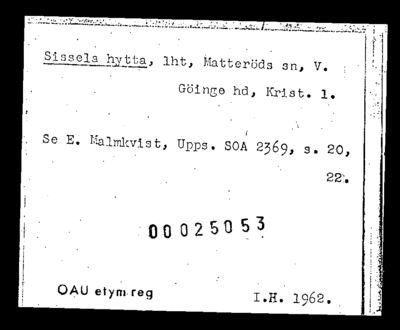 Sissela hytta, lht, Matteröds sn, V.
Göinge hd, Krist. l.
Se E. Malmkvist, Upps. SOA 2369, s. 20,
22.
00025053
OAU etym reg
I.H. 1962.